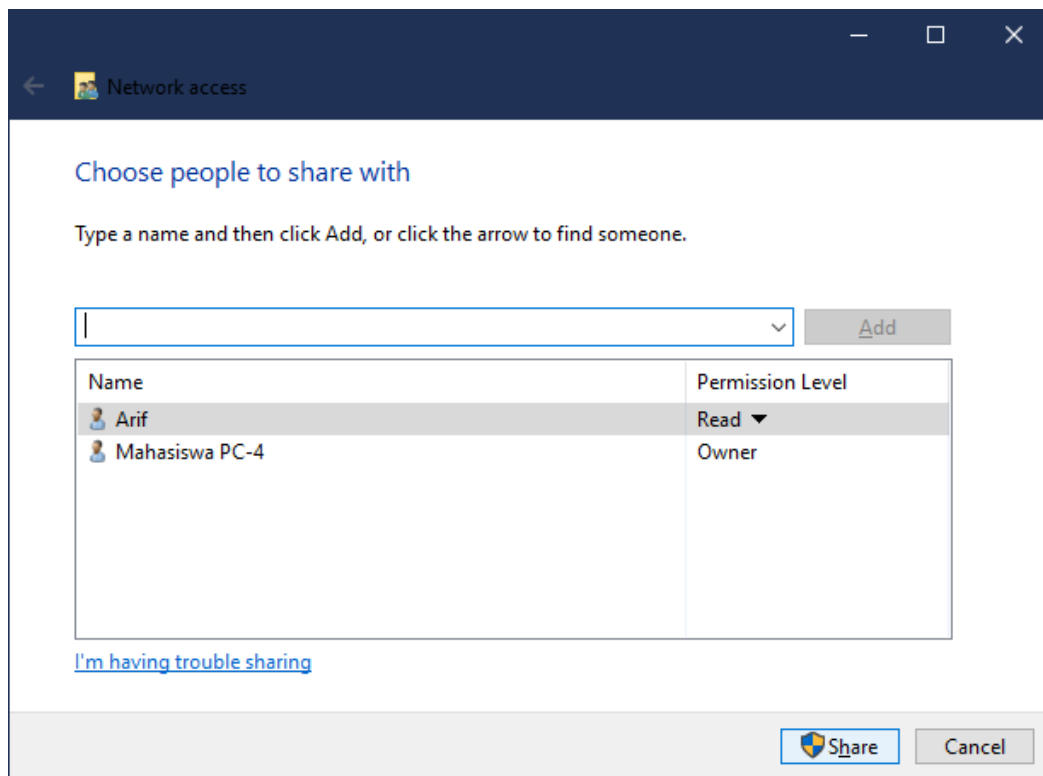 Network access
Choose people to share with
Type a name and then click Add, or click the arrow to find someone.
Add
Name Permission Level
Arif Read
Mahasiswa PC-4 Owner
I'm having trouble sharing
Share Cancel